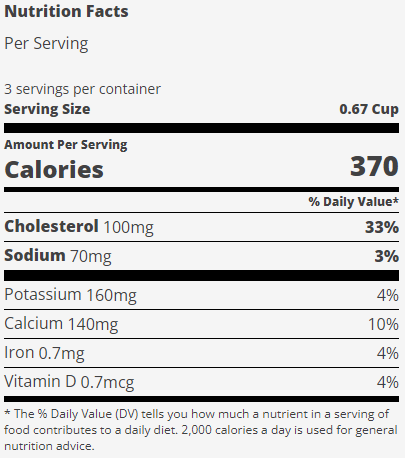 Nutrition Facts
Per Serving
3 servings per container
Serving Size 0.67 Cup
Amount Per Serving
Calories 370
% Daily Value*
Cholesterol 100mg 33%
Sodium 70mg 3%
Potassium 160mg 4%
Calcium 140mg 10%
Iron 0.7mg 4%
Vitamin D 0.7mcg 4%
* The % Daily Value (DV) tells you how much a nutrient in a serving of
food contributes to a daily diet. 2,000 calories a day is used for general
nutrition advice.